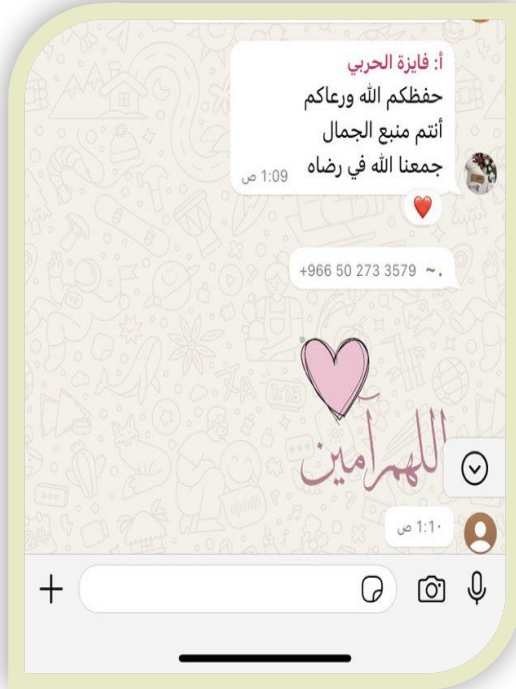 أ: فايزة الحربي
حفظكم الله ورعاكم
أنتم منبع الجمال
جمعنا الله في رضاه
1:09 ص
+966 50 273 3579 ~ .
اللهم آمين
1:1٠ ص